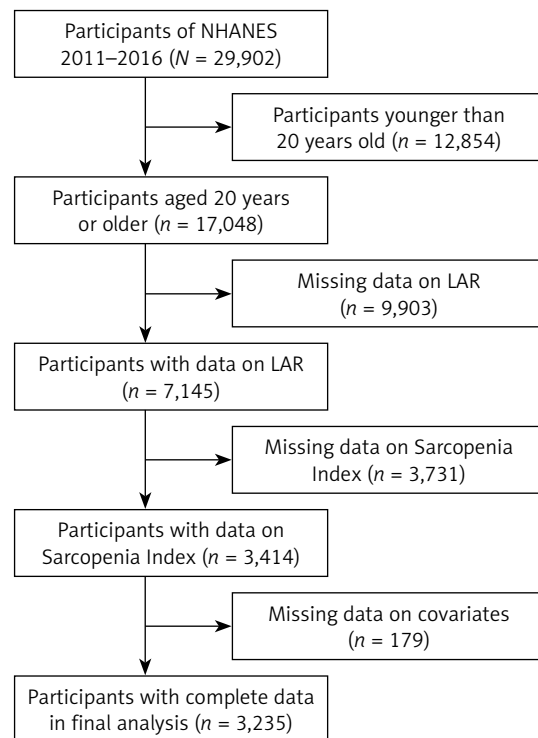 Participants of NHANES
2011–2016 (N = 29,902)
Participants younger than
20 years old (n = 12,854)
Participants aged 20 years
or older (n = 17,048)
Missing data on LAR
(n = 9,903)
Participants with data on LAR
(n = 7,145)
Missing data on Sarcopenia
Index (n = 3,731)
Participants with data on
Sarcopenia Index (n = 3,414)
Missing data on covariates
(n = 179)
Participants with complete data
in final analysis (n = 3,235)